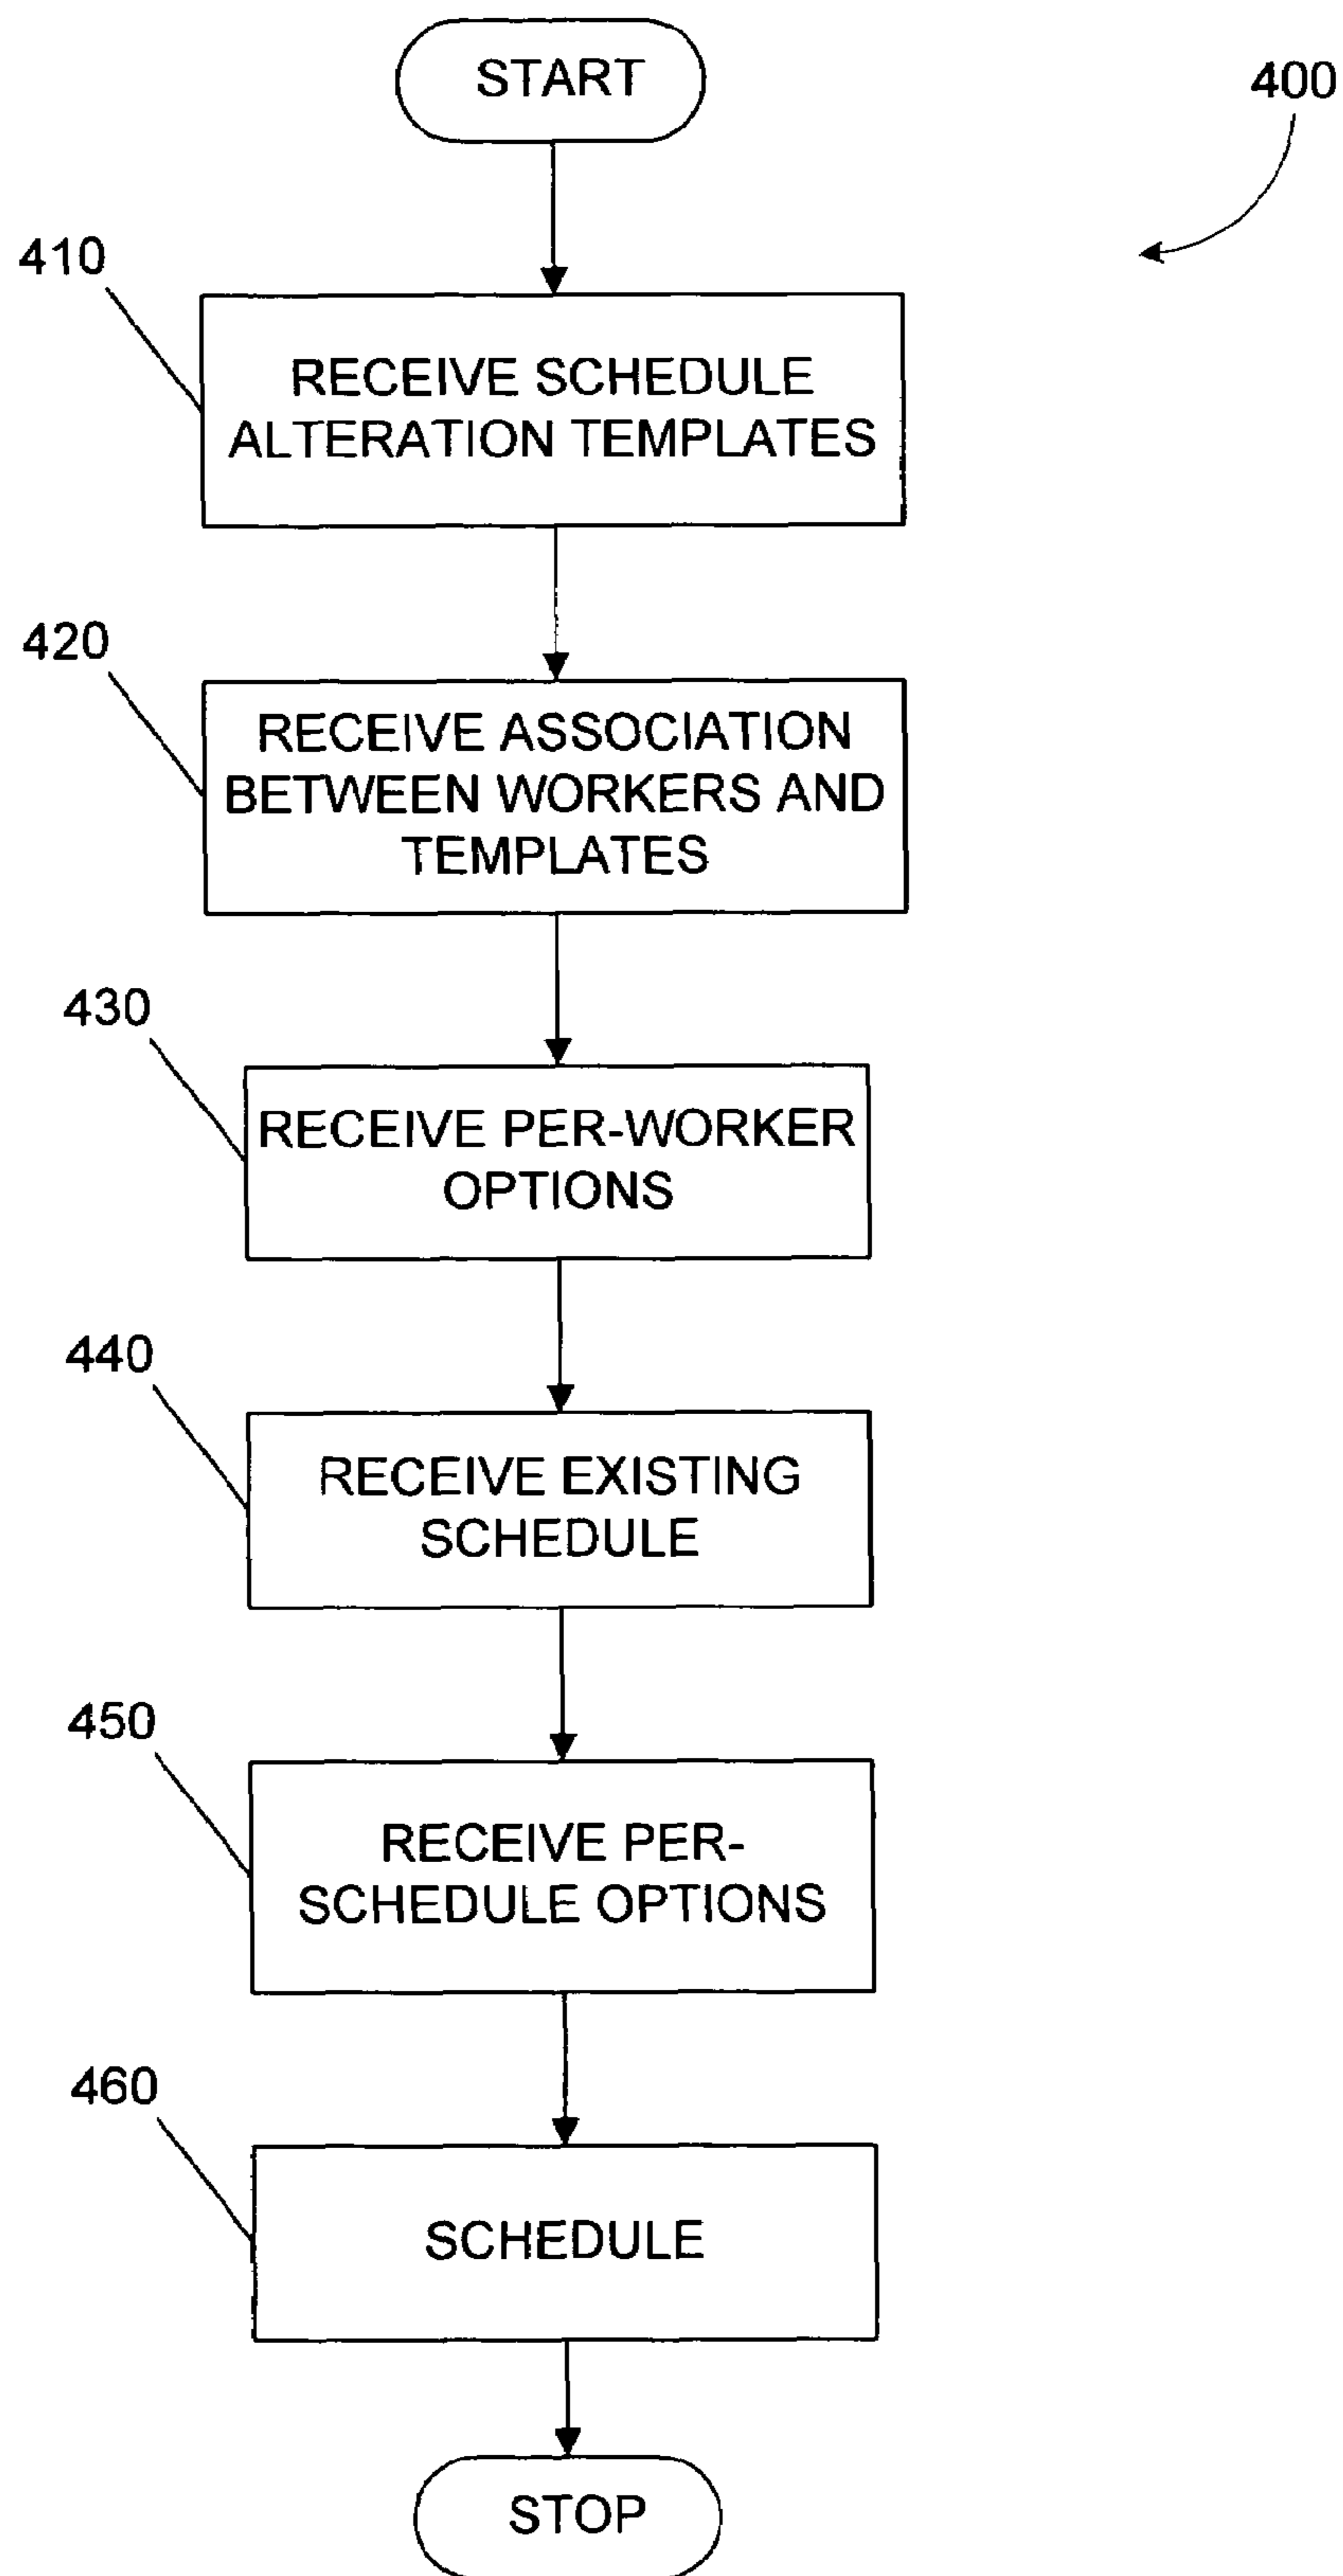 START
400
410
RECEIVE SCHEDULE
ALTERATION TEMPLATES
420
RECEIVE ASSOCIATION
BETWEEN WORKERS AND
TEMPLATES
430
RECEIVE PER-WORKER
OPTIONS
440
RECEIVE EXISTING
SCHEDULE
450
RECEIVE PER-
SCHEDULE OPTIONS
460
SCHEDULE
STOP